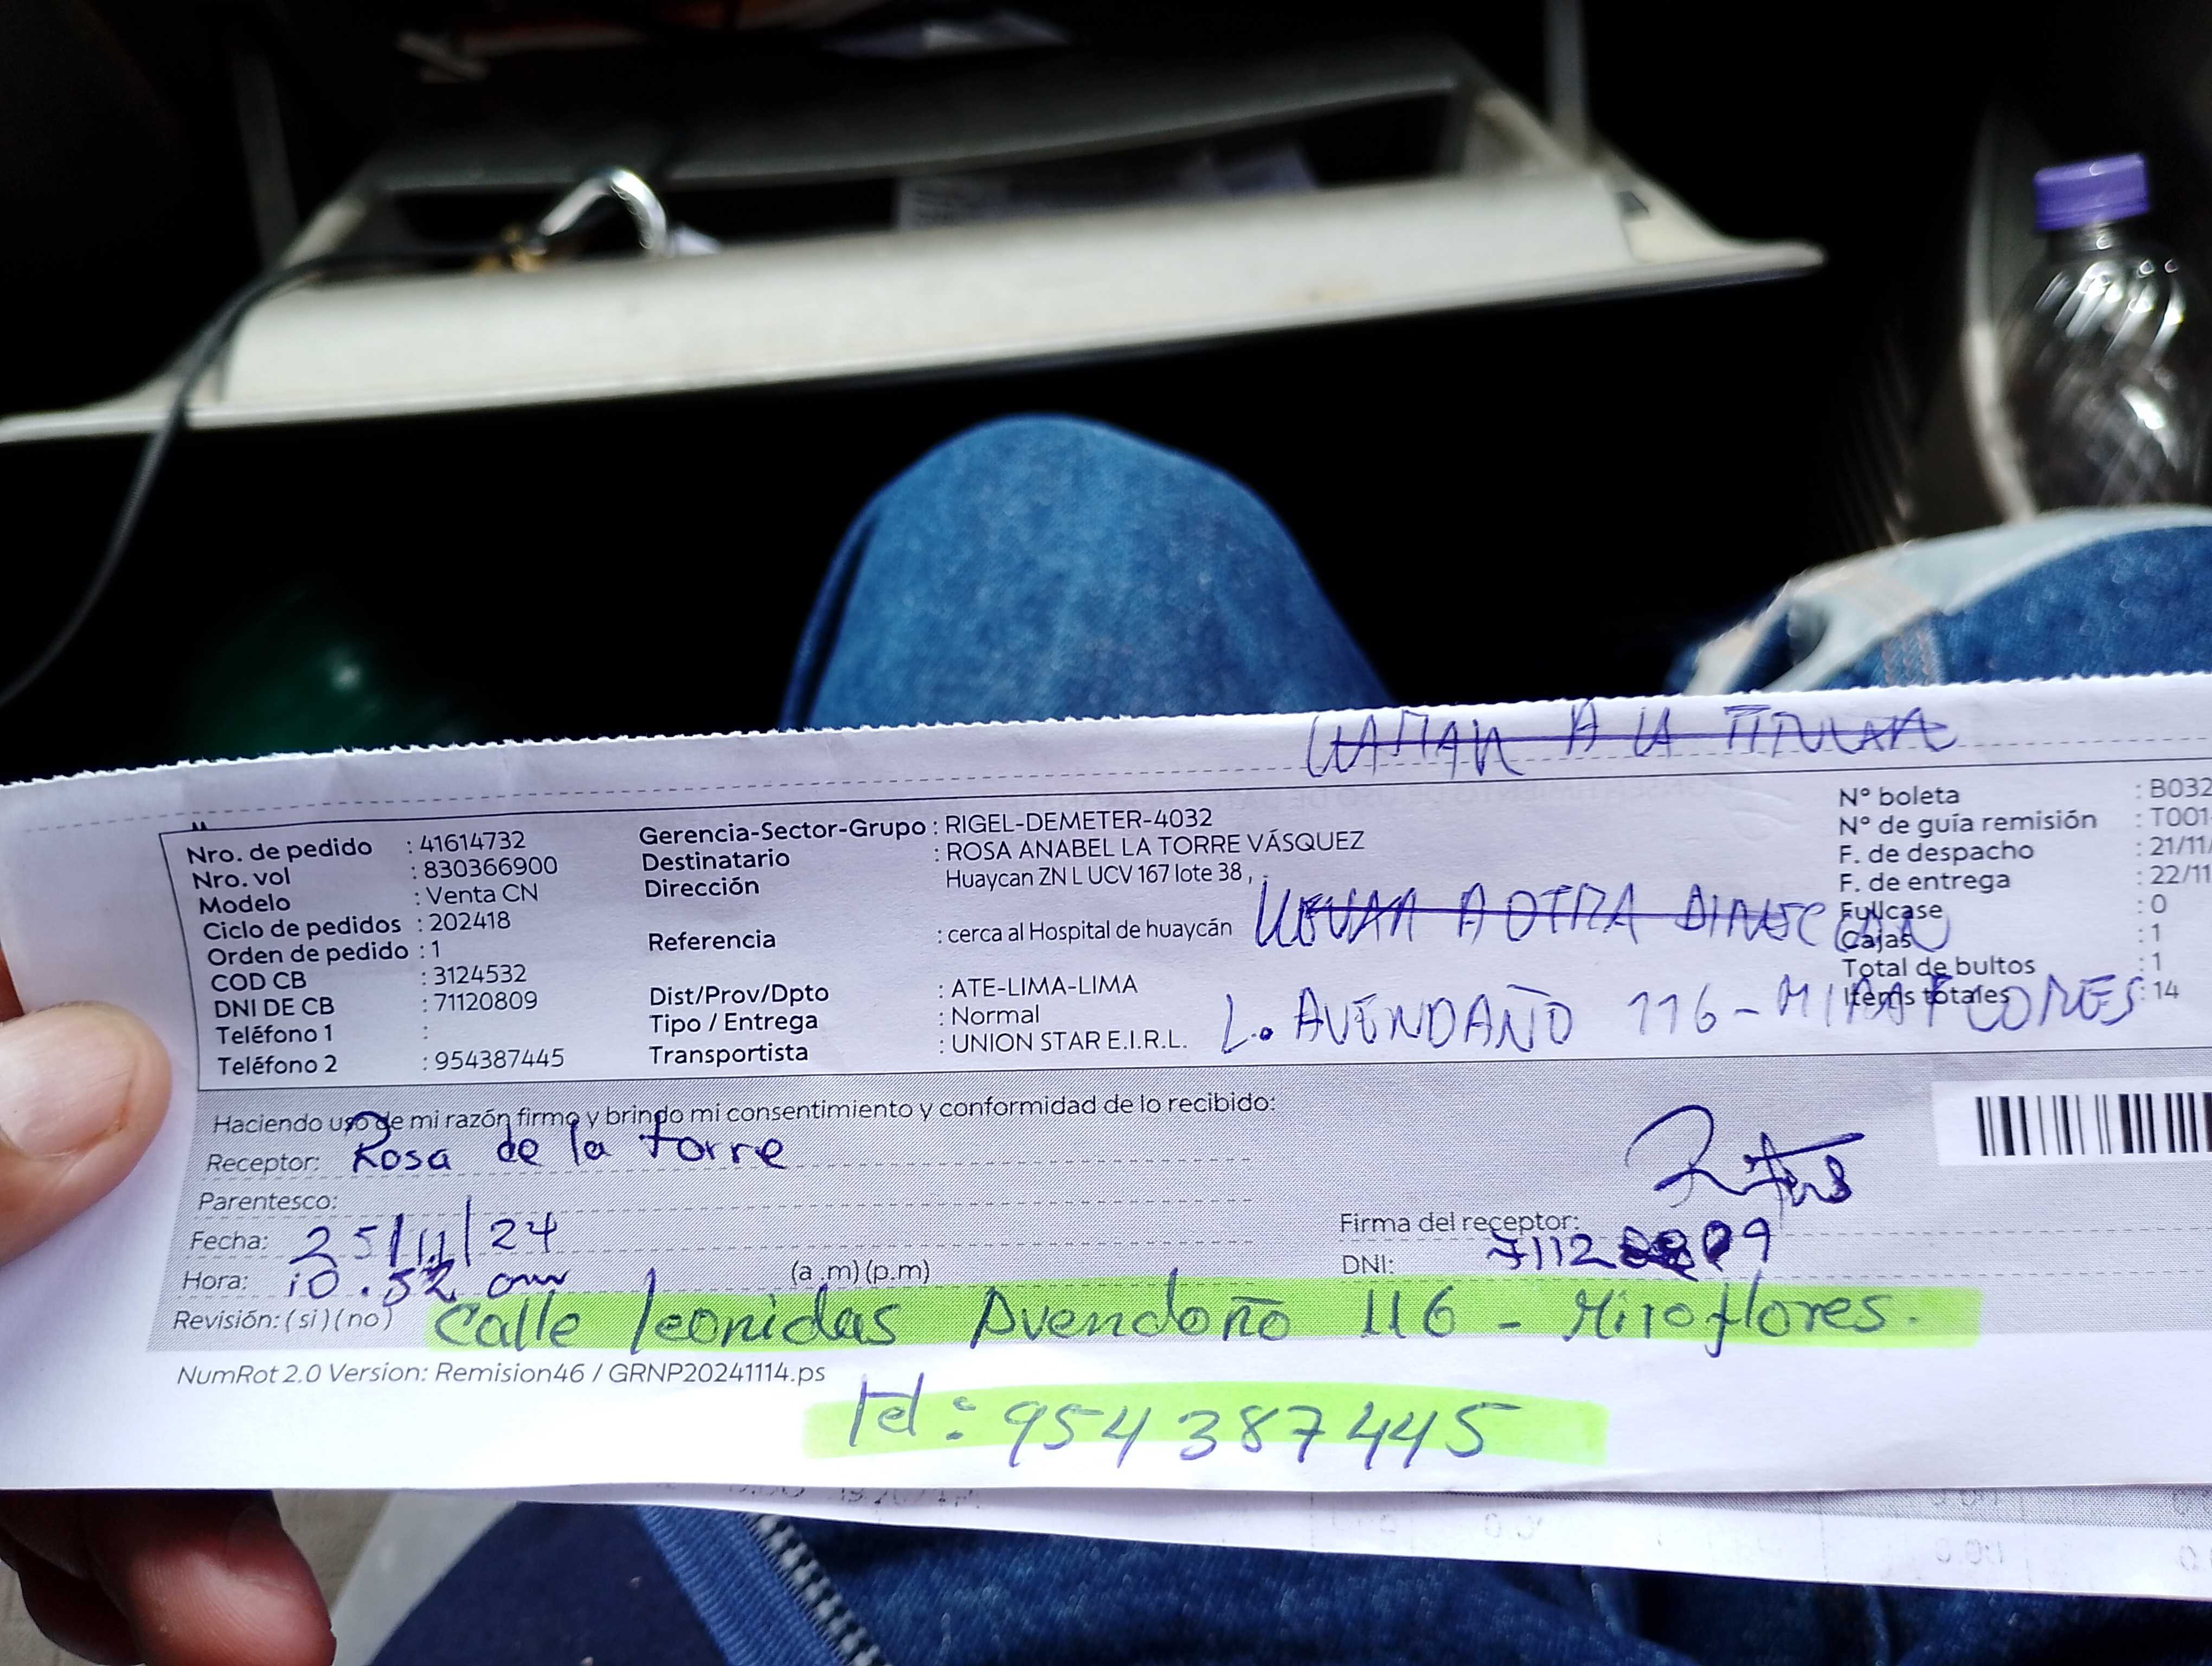 LLAMAR A LA TITULAR
Nro. de pedido : 41614732
Nro. vol : 830366900
Modelo : Venta CN
Ciclo de pedidos : 202418
Orden de pedido : 1
COD CB : 3124532
DNI DE CB : 71120809
Teléfono 1 :
Teléfono 2 : 954387445
Gerencia-Sector-Grupo : RIGEL-DEMETER-4032
Destinatario : ROSA ANABEL LA TORRE VÁSQUEZ
Dirección Huaycan ZN L UCV 167 lote 38 ,
Referencia : cerca al Hospital de huaycán
Dist/Prov/Dpto : ATE-LIMA-LIMA
Tipo / Entrega : Normal
Transportista : UNION STAR E.I.R.L.
LLEVAR A OTRA DIRECCION
L. AVENDAÑO 116 - MIRAFLORES
Nº boleta : B032
Nº de guía remisión : T001-
F. de despacho : 21/11/
F. de entrega : 22/11
Fullcase : 0
Cajas : 1
Total de bultos : 1
Items totales : 14
Haciendo uso de mi razón firmo y brindo mi consentimiento y conformidad de lo recibido:
Receptor: Rosa de la torre
Parentesco:
Fecha: 25/11/24
Hora: 10.52 am (a.m) (p.m)
Firma del receptor:
DNI: 7112 09
Revisión: (si) (no)
Calle leonidas Avendaño 116 - Miraflores.
NumRot 2.0 Version: Remision46 / GRNP20241114.ps
Tel: 954387445